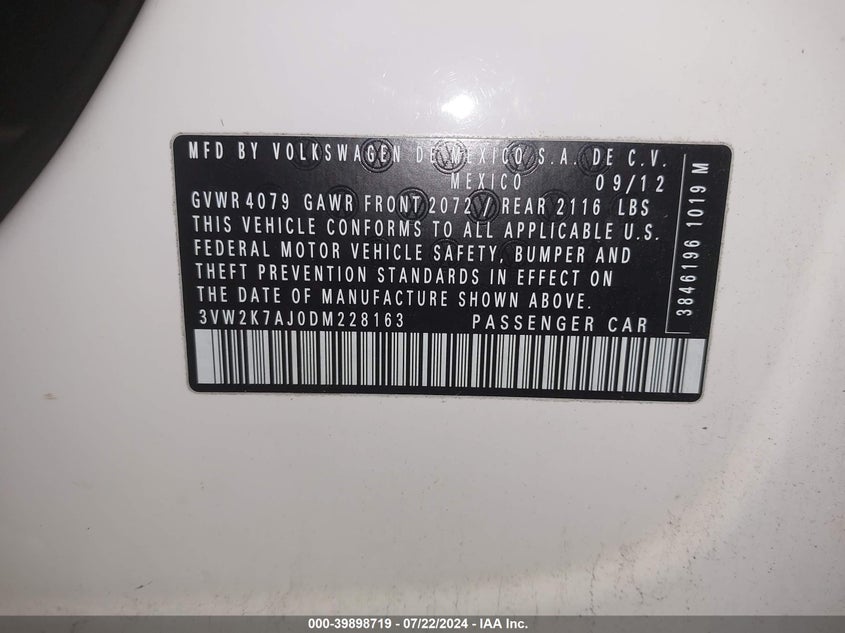 MFD BY VOLKSWAGEN DE MEXICO S.A. DE C.V.
MEXICO 09/12
GVWR 4079 GAWR FRONT 2072 / REAR 2116 LBS
THIS VEHICLE CONFORMS TO ALL APPLICABLE U.S.
FEDERAL MOTOR VEHICLE SAFETY, BUMPER AND
THEFT PREVENTION STANDARDS IN EFFECT ON
THE DATE OF MANUFACTURE SHOWN ABOVE.
3VW2K7AJ0DM228163 PASSENGER CAR
3846196 1019 M
000-39898719 / 07/22/2024 - IAA Inc.